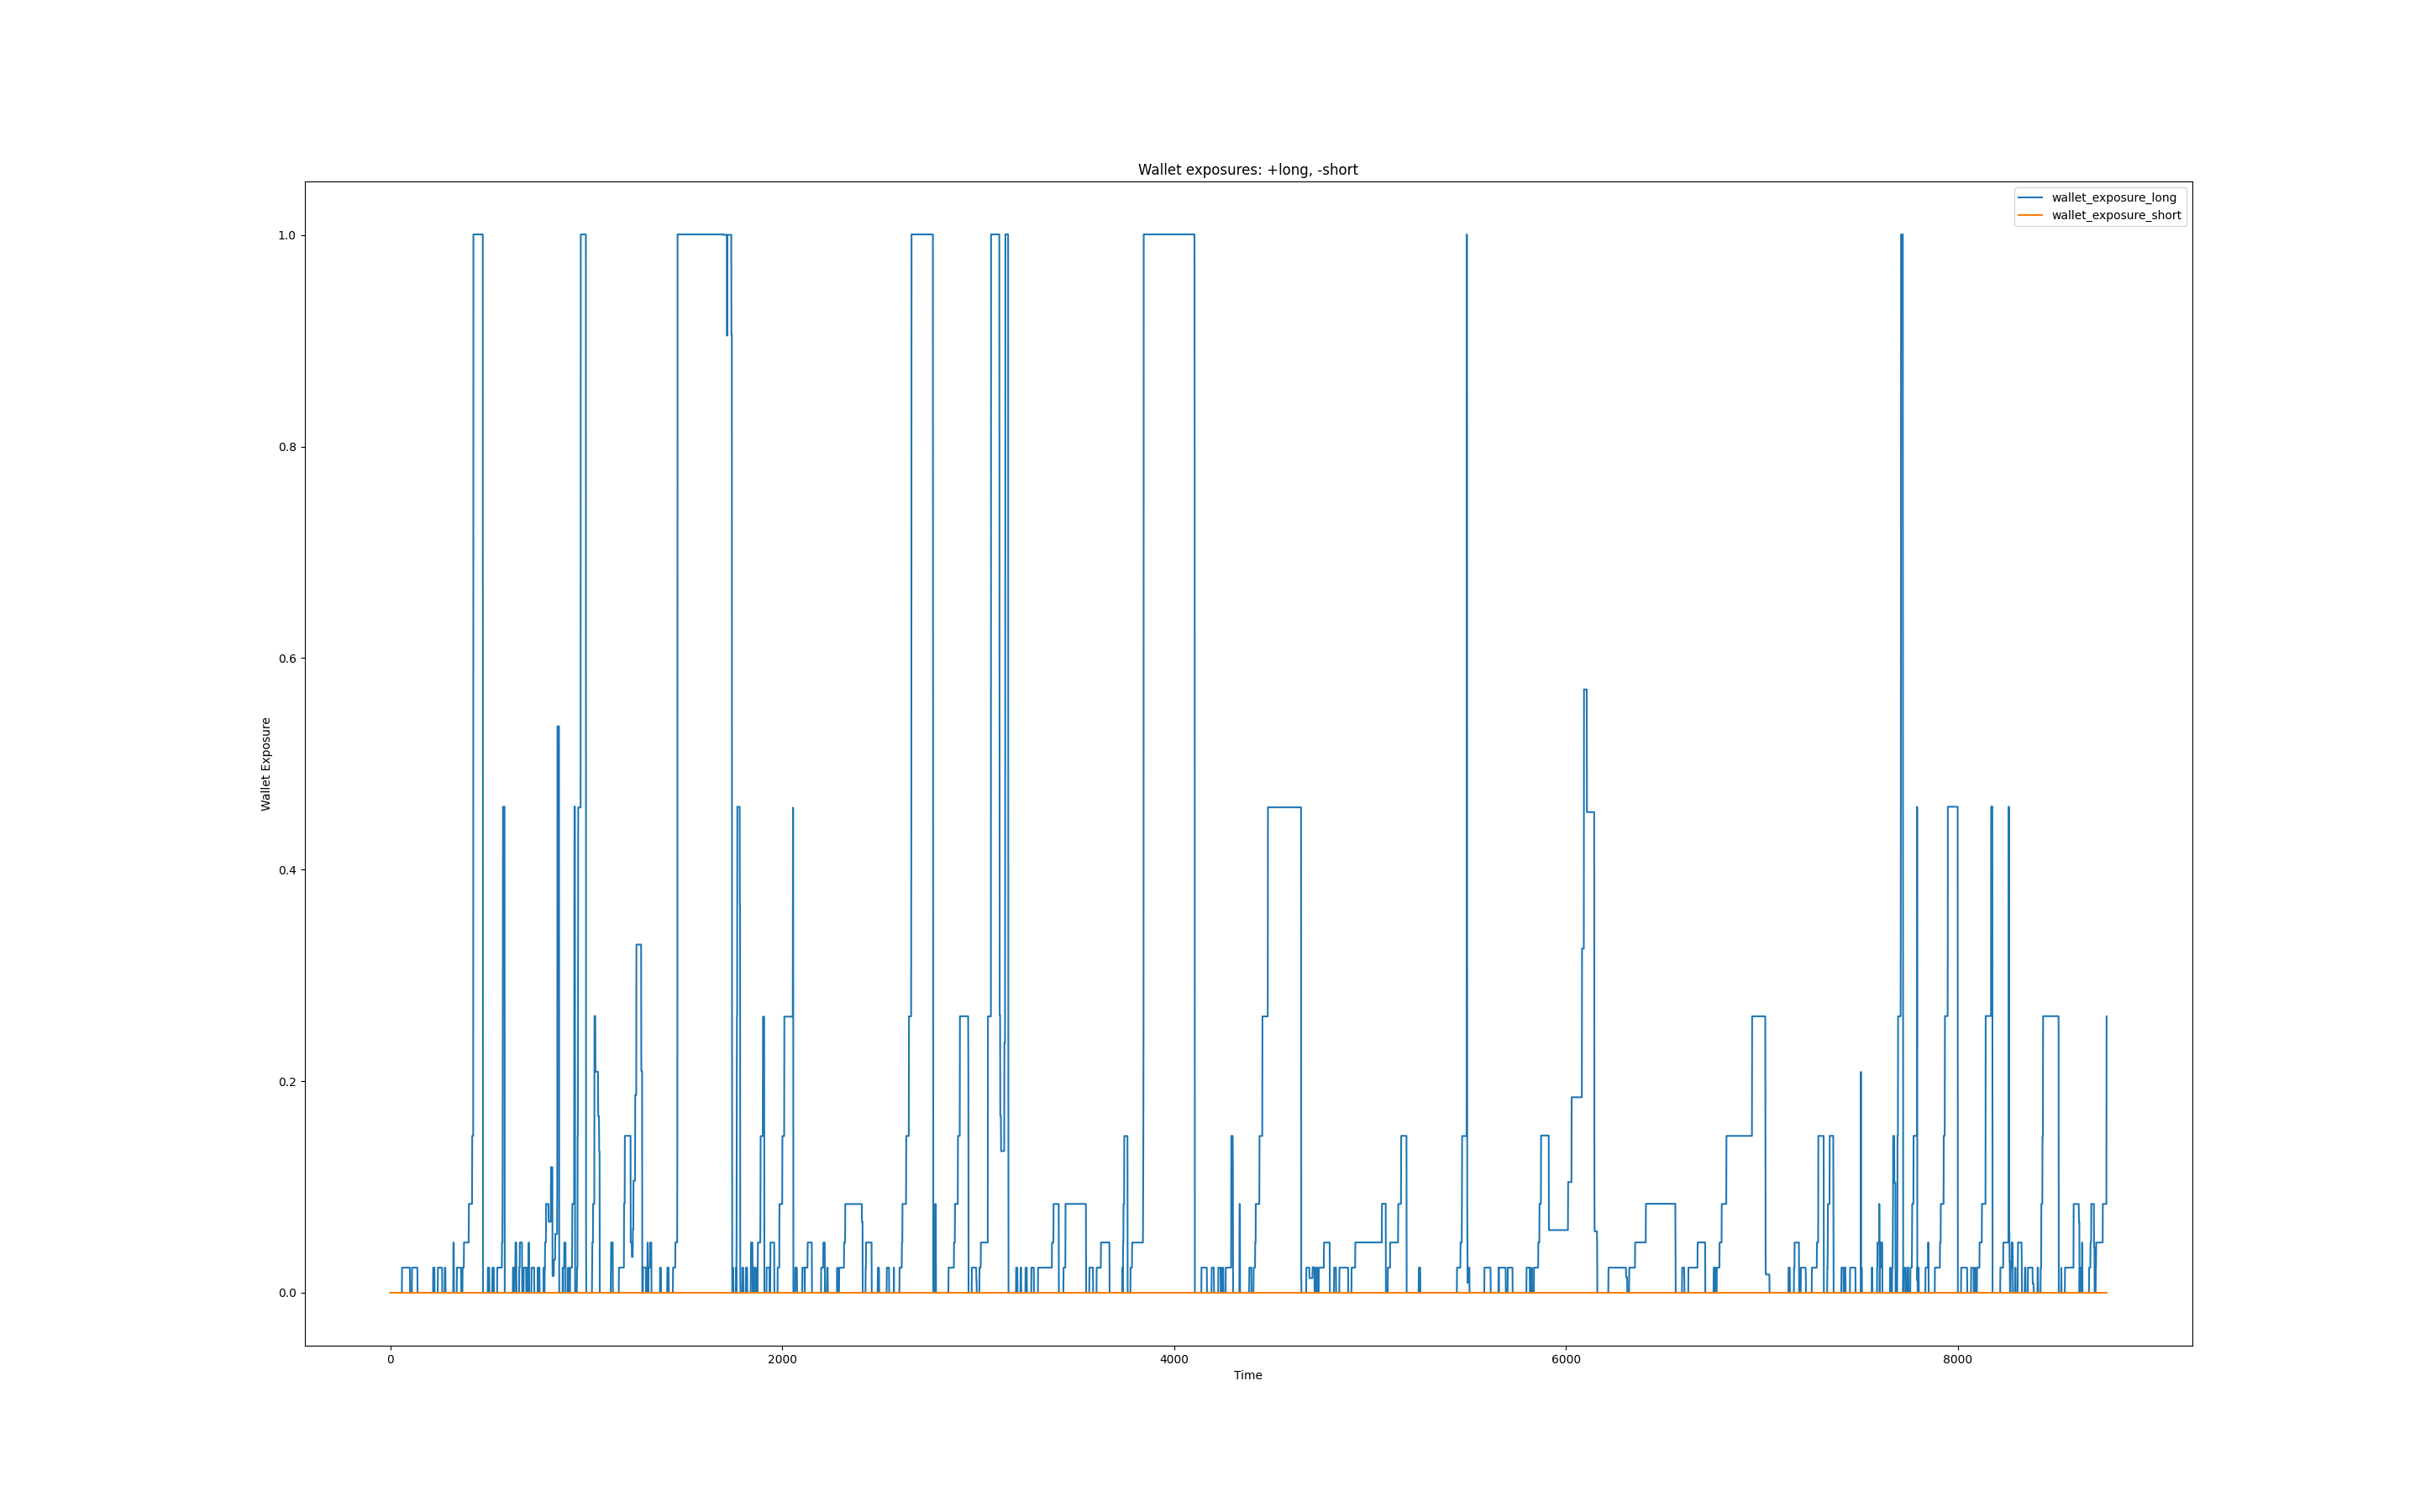 Wallet exposures: +long, -short
wallet_exposure_long
wallet_exposure_short
1.0
0.8
0.6
0.4
0.2
0.0
Wallet Exposure
0 2000 4000 6000 8000
Time